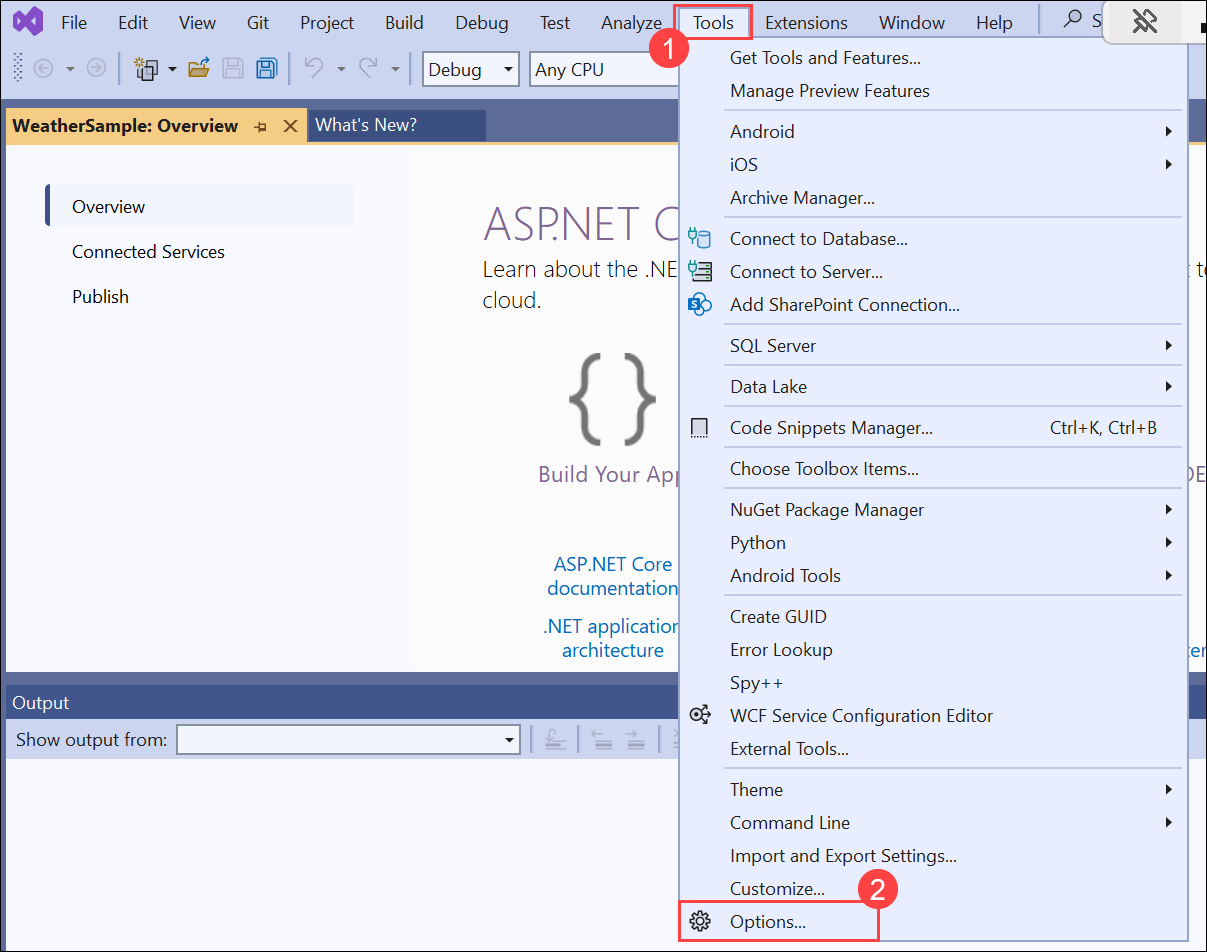 File Edit View Git Project Build Debug Test Analyze Tools Extensions Window Help S
1
Debug Any CPU
WeatherSample: Overview What's New?
Overview
Connected Services
Publish
ASP.NET C
Learn about the .NE
cloud.
{ }
Build Your App
ASP.NET Core
documentation
.NET application
architecture
Output
Show output from:
Get Tools and Features...
Manage Preview Features
Android
iOS
Archive Manager...
Connect to Database...
Connect to Server...
Add SharePoint Connection...
SQL Server
Data Lake
Code Snippets Manager... Ctrl+K, Ctrl+B
Choose Toolbox Items...
NuGet Package Manager
Python
Android Tools
Create GUID
Error Lookup
Spy++
WCF Service Configuration Editor
External Tools...
Theme
Command Line
Import and Export Settings...
Customize...
2
Options...